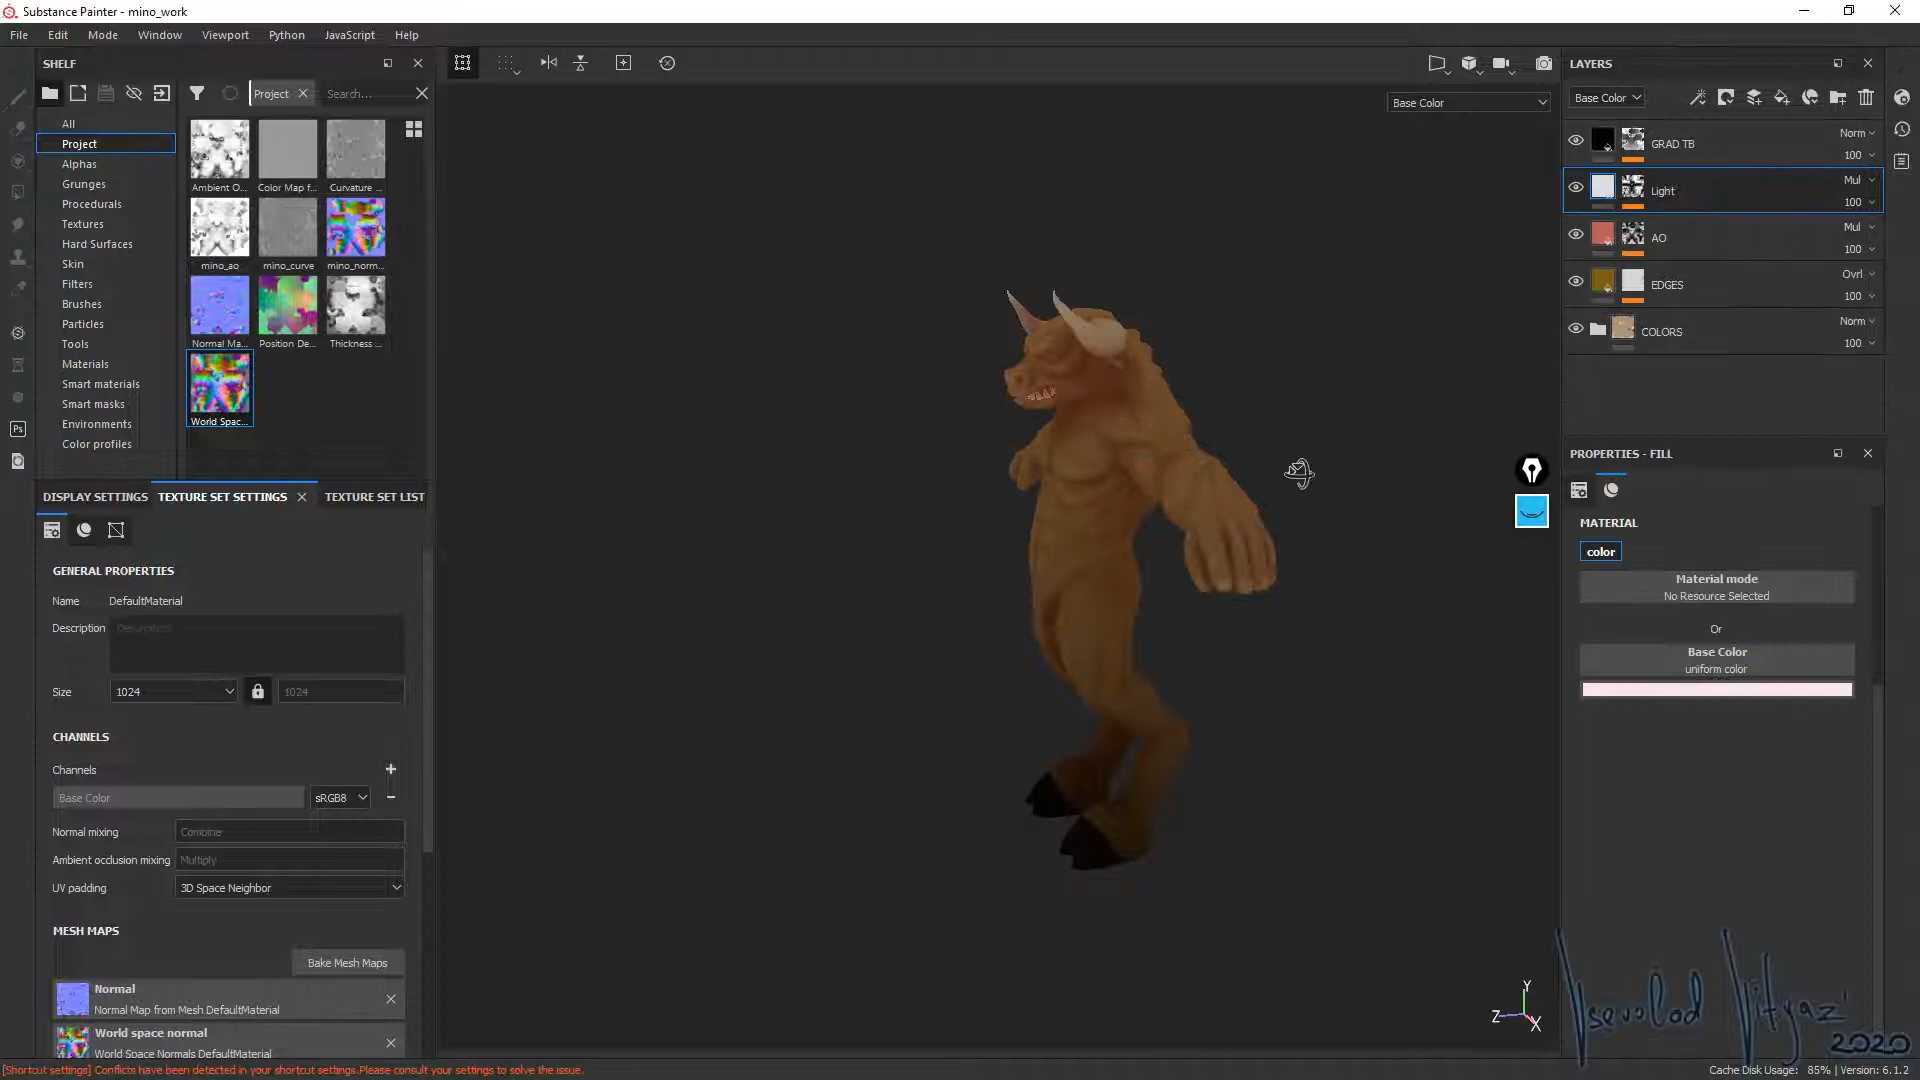 Substance Painter - mino_work
File Edit Mode Window Viewport Python JavaScript Help
SHELF
Project
Search...
All
Project
Alphas
Grunges
Procedurals
Textures
Hard Surfaces
Skin
Filters
Brushes
Particles
Tools
Materials
Smart materials
Smart masks
Environments
Color profiles
Ambient O... Color Map f... Curvature ...
mino_ao mino_curve mino_norm...
Normal Ma... Position De... Thickness ...
World Spac...
Ps
DISPLAY SETTINGS TEXTURE SET SETTINGS TEXTURE SET LIST
GENERAL PROPERTIES
Name DefaultMaterial
Description Description
Size 1024 1024
CHANNELS
Channels
Base Color sRGB8
Normal mixing Combine
Ambient occlusion mixing Multiply
UV padding 3D Space Neighbor
MESH MAPS
Bake Mesh Maps
Normal
Normal Map from Mesh DefaultMaterial
World space normal
World Space Normals DefaultMaterial
[Shortcut settings] Conflicts have been detected in your shortcut settings.Please consult your settings to solve the issue.
Base Color
Y
Z X
LAYERS
Base Color
GRAD TB Norm 100
Light Mul 100
AO Mul 100
EDGES Ovrl 100
COLORS Norm 100
PROPERTIES - FILL
MATERIAL
color
Material mode
No Resource Selected
Or
Base Color
uniform color
Vsevolod Vityaz
2020
Cache Disk Usage: 85% | Version: 6.1.2